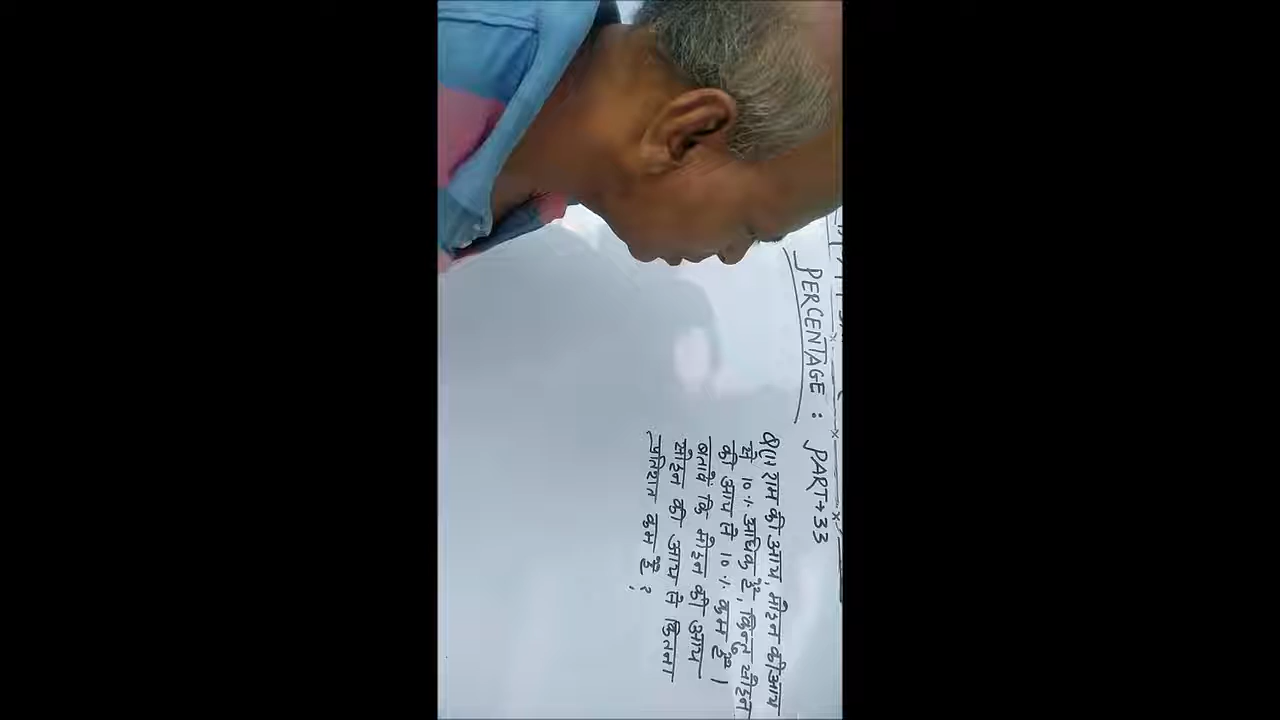 PERCENTAGE : PART→33
Q(1) राम की आय, मोहन की आय
से 10% अधिक है, किन्तु सोहन
की आय से 10% कम है।
बतावें कि मोहन की आय
सोहन की आय से कितना
प्रतिशत कम है?